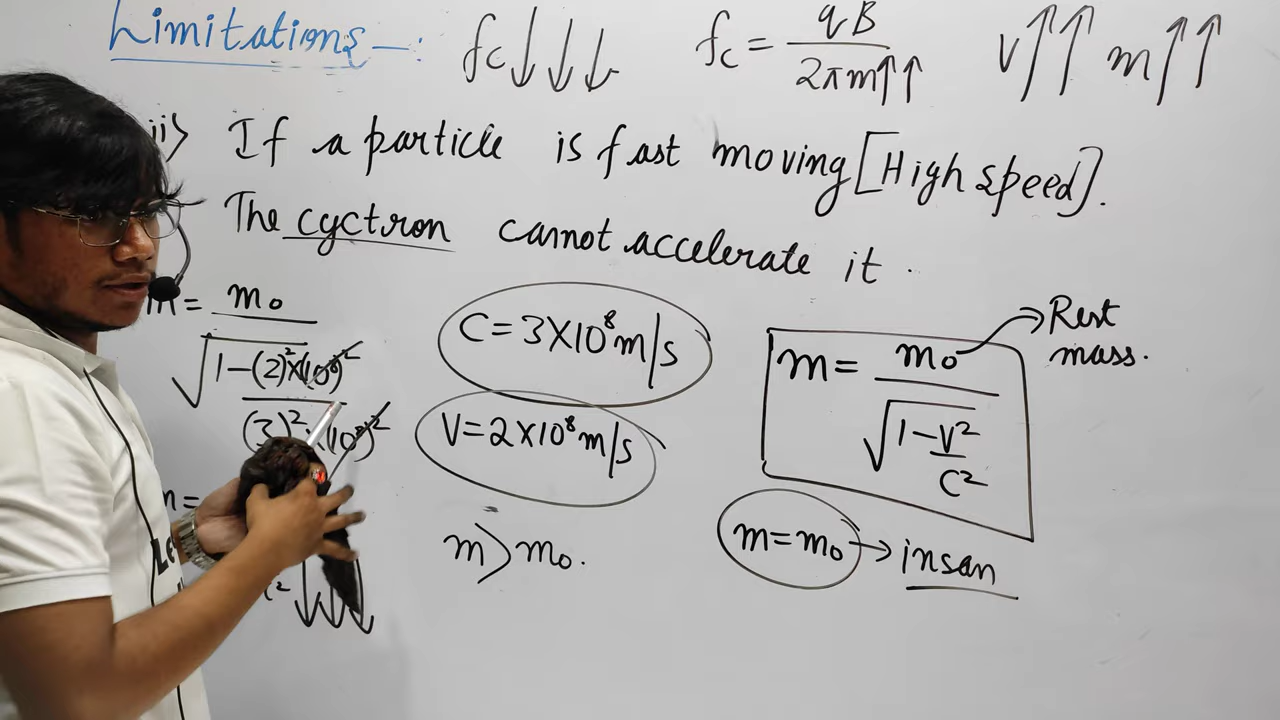 Limitations –: fc↓↓↓ fc = qB / 2πm↑↑ v↑↑ m↑↑
ii) If a particle is fast moving [High speed].
The cyctron cannot accelerate it.
m = m₀ / √(1-(2)²×(10⁸)² / (3)²×(10⁸)²)
C=3×10⁸m/s
V=2×10⁸m/s
m = m₀ / √(1-V²/C²)
→ Rest
mass.
m>m₀.
m=m₀ → insan